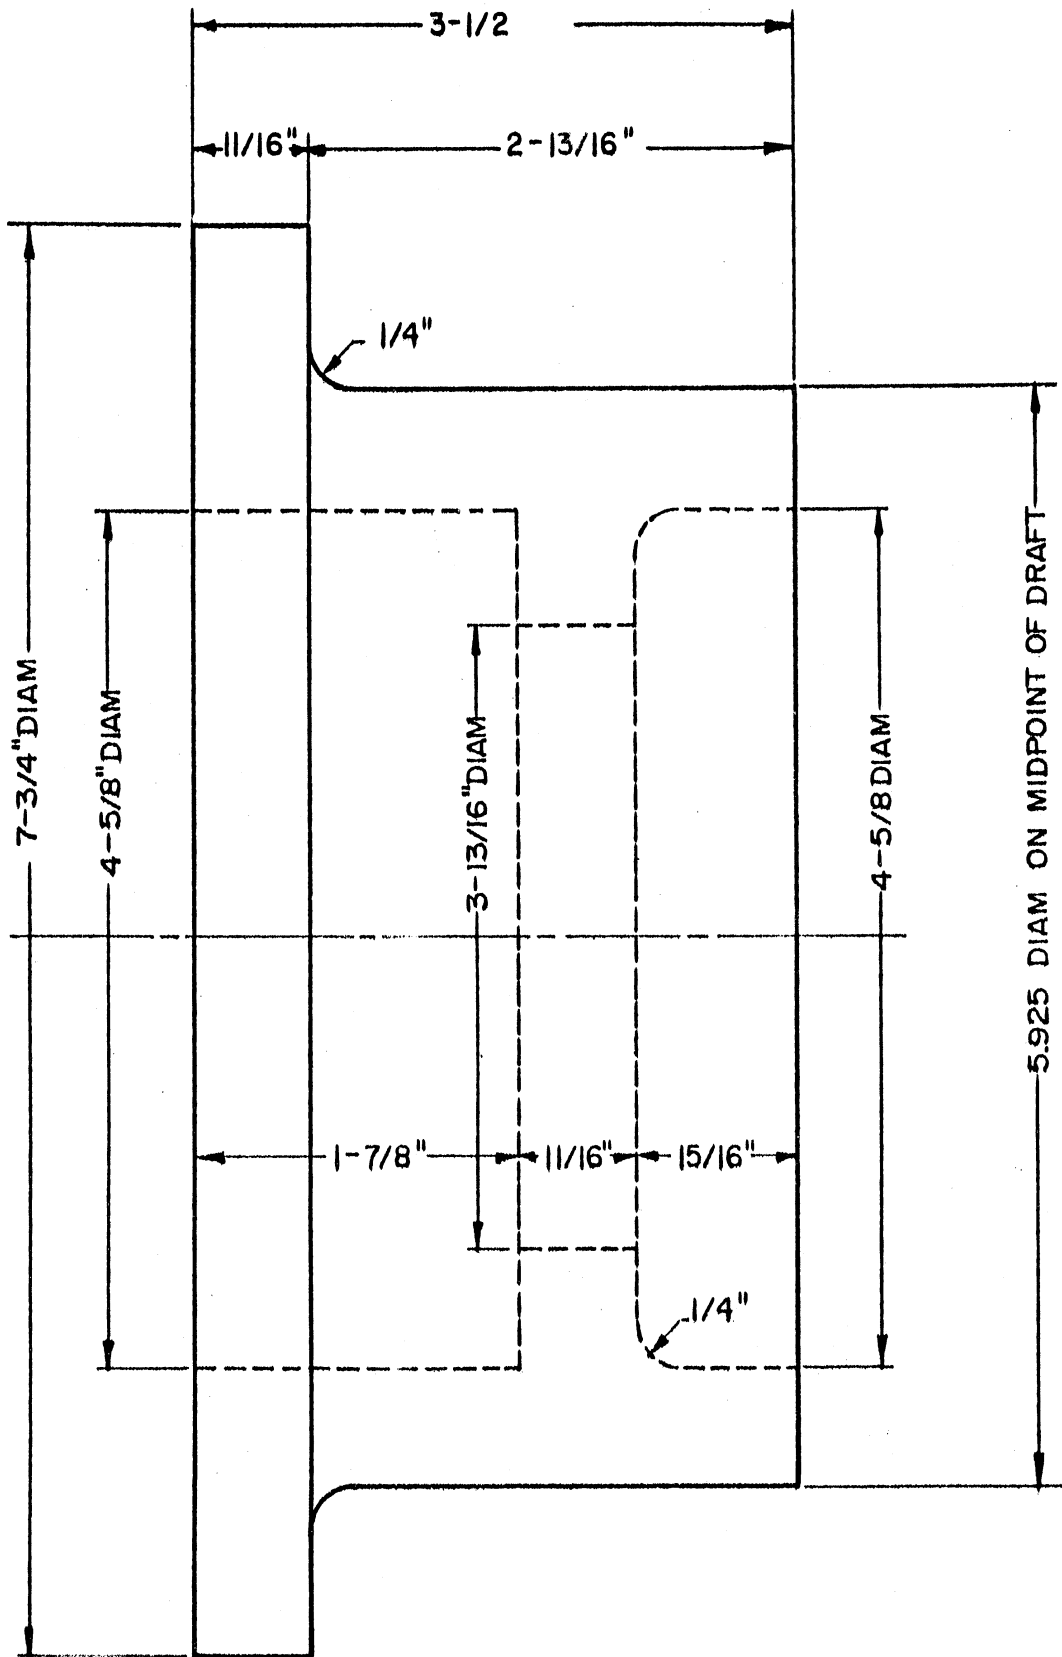 3-1/2
11/16"
2-13/16"
1/4"
7-3/4" DIAM
4-5/8" DIAM
3-13/16" DIAM
4-5/8 DIAM
5.925 DIAM ON MIDPOINT OF DRAFT
1-7/8"
11/16"
15/16"
1/4"